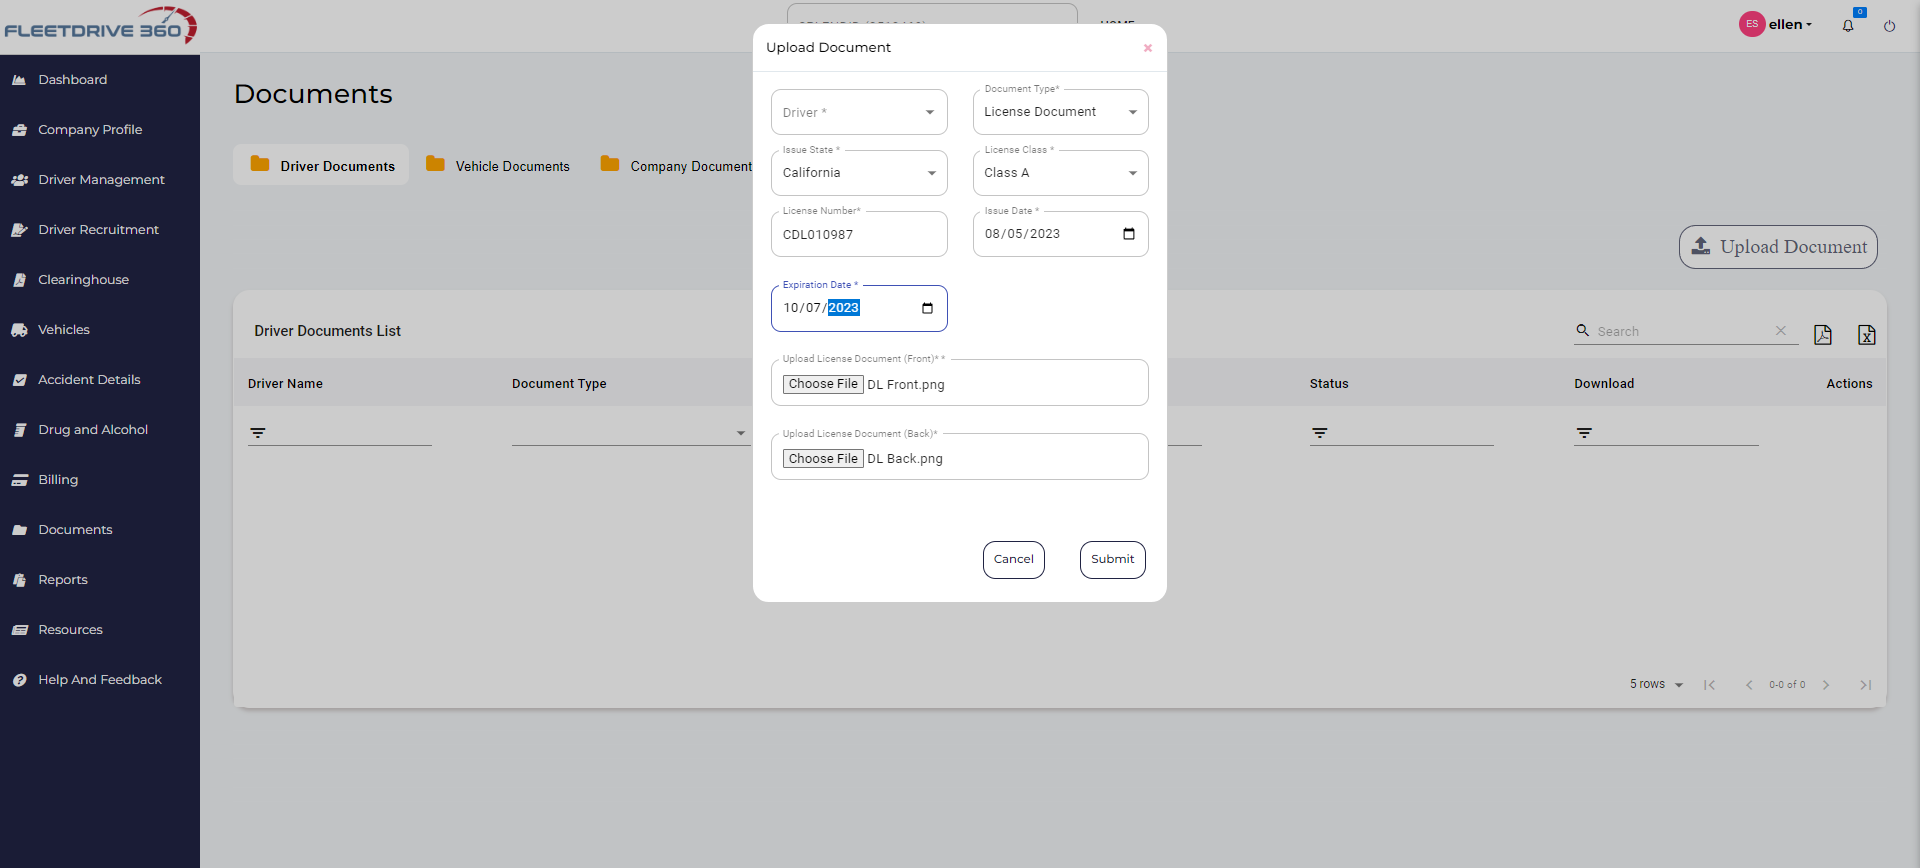 FLEETDRIVE 360
HOME
0
ES ellen
Dashboard
Company Profile
Driver Management
Driver Recruitment
Clearinghouse
Vehicles
Accident Details
Drug and Alcohol
Billing
Documents
Reports
Resources
Help And Feedback
Documents
Driver Documents
Vehicle Documents
Company Document
Upload Document
Driver Documents List
Search
Driver Name
Document Type
Status
Download
Actions
5 rows
0-0 of 0
Upload Document
Driver *
Document Type*
License Document
Issue State *
California
License Class *
Class A
License Number*
CDL010987
Issue Date *
08/05/2023
Expiration Date *
10/07/2023
Upload License Document (Front)* *
Choose File DL Front.png
Upload License Document (Back)*
Choose File DL Back.png
Cancel
Submit